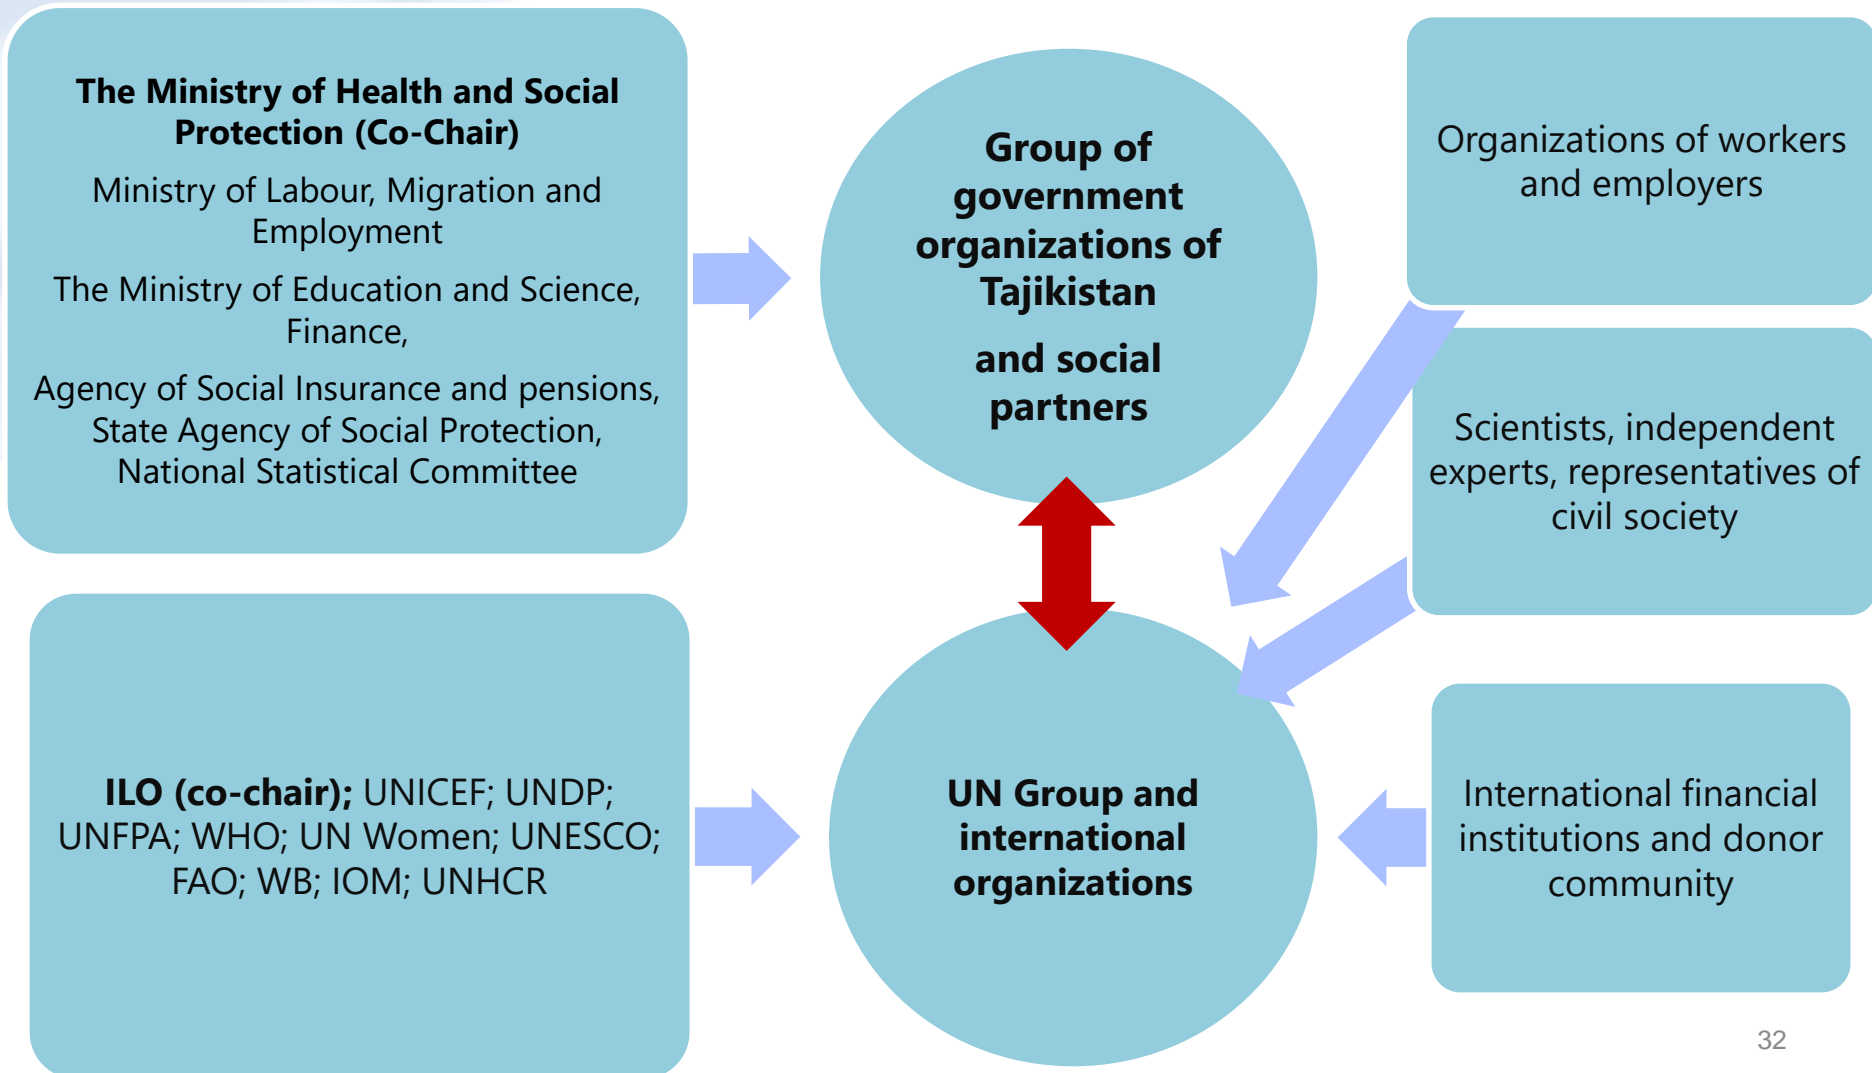 The Ministry of Health and Social
Protection (Co-Chair)
Ministry of Labour, Migration and
Employment
The Ministry of Education and Science,
Finance,
Agency of Social Insurance and pensions,
State Agency of Social Protection,
National Statistical Committee
Group of
government
organizations of
Tajikistan
and social
partners
Organizations of workers
and employers
Scientists, independent
experts, representatives of
civil society
ILO (co-chair); UNICEF; UNDP;
UNFPA; WHO; UN Women; UNESCO;
FAO; WB; IOM; UNHCR
UN Group and
international
organizations
International financial
institutions and donor
community
32